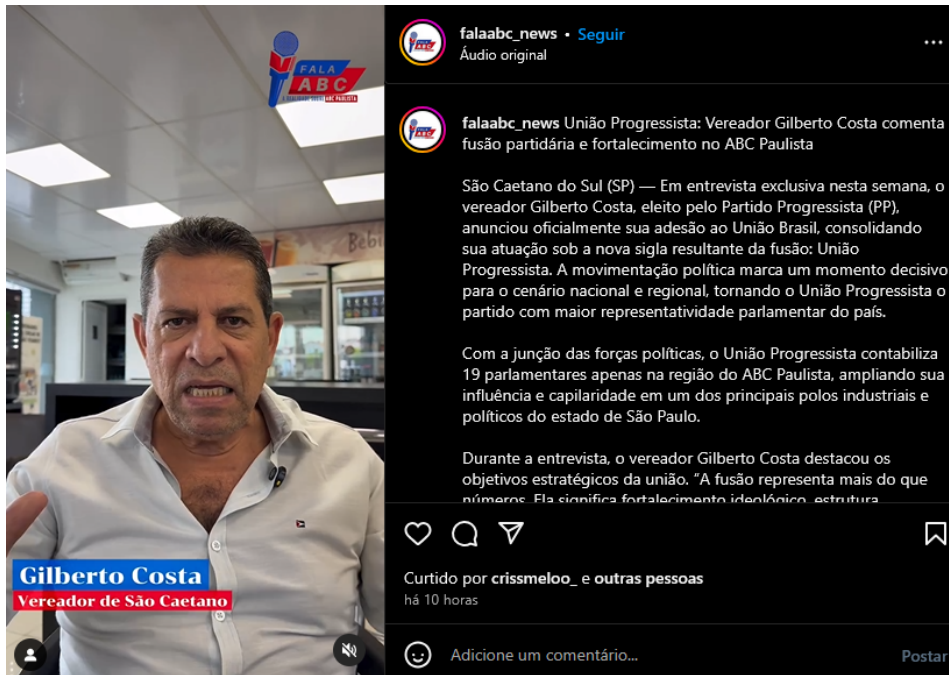 FALA
ABC
A REALIDADE SOBRE O ABC PAULISTA
Bebi
Gilberto Costa
Vereador de São Caetano
falaabc_news • Seguir
Áudio original
falaabc_news União Progressista: Vereador Gilberto Costa comenta
fusão partidária e fortalecimento no ABC Paulista
São Caetano do Sul (SP) — Em entrevista exclusiva nesta semana, o
vereador Gilberto Costa, eleito pelo Partido Progressista (PP),
anunciou oficialmente sua adesão ao União Brasil, consolidando
sua atuação sob a nova sigla resultante da fusão: União
Progressista. A movimentação política marca um momento decisivo
para o cenário nacional e regional, tornando o União Progressista o
partido com maior representatividade parlamentar do país.
Com a junção das forças políticas, o União Progressista contabiliza
19 parlamentares apenas na região do ABC Paulista, ampliando sua
influência e capilaridade em um dos principais polos industriais e
políticos do estado de São Paulo.
Durante a entrevista, o vereador Gilberto Costa destacou os
objetivos estratégicos da união. “A fusão representa mais do que
números. Ela significa fortalecimento ideológico, estrutura
Curtido por crissmeloo_ e outras pessoas
há 10 horas
Adicione um comentário...
Postar